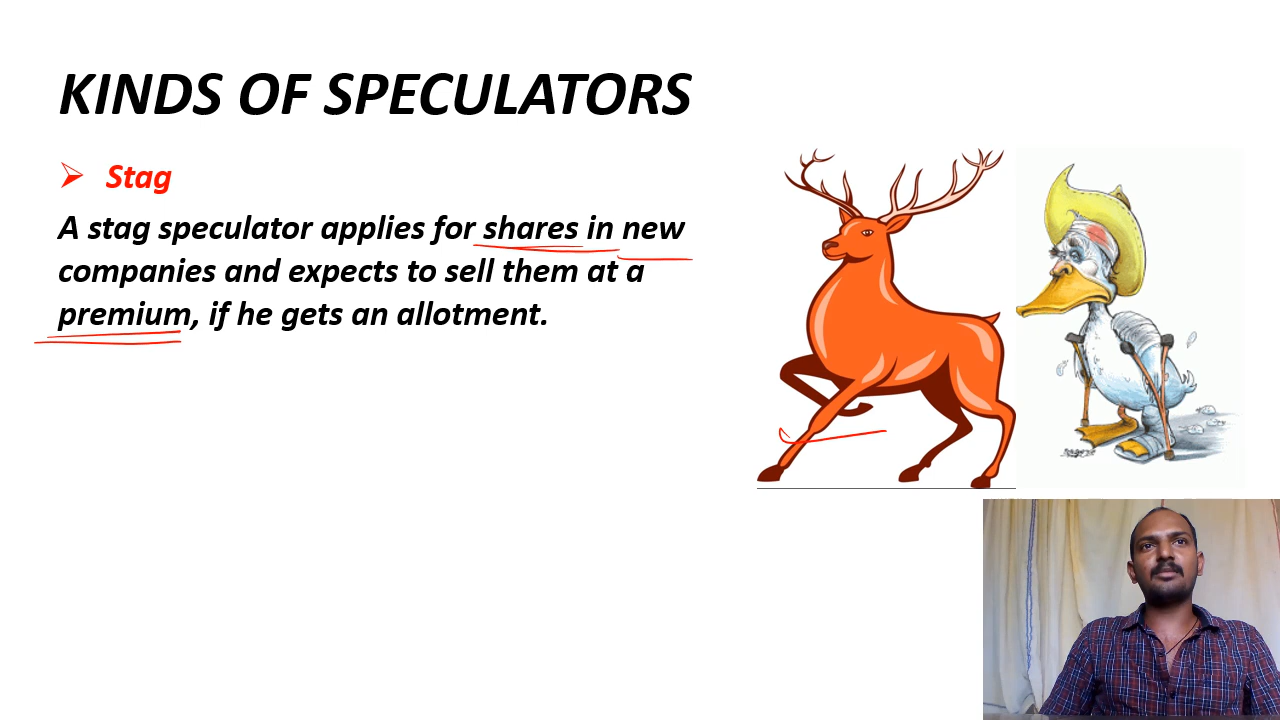 KINDS OF SPECULATORS
Stag
A stag speculator applies for shares in new
companies and expects to sell them at a
premium, if he gets an allotment.